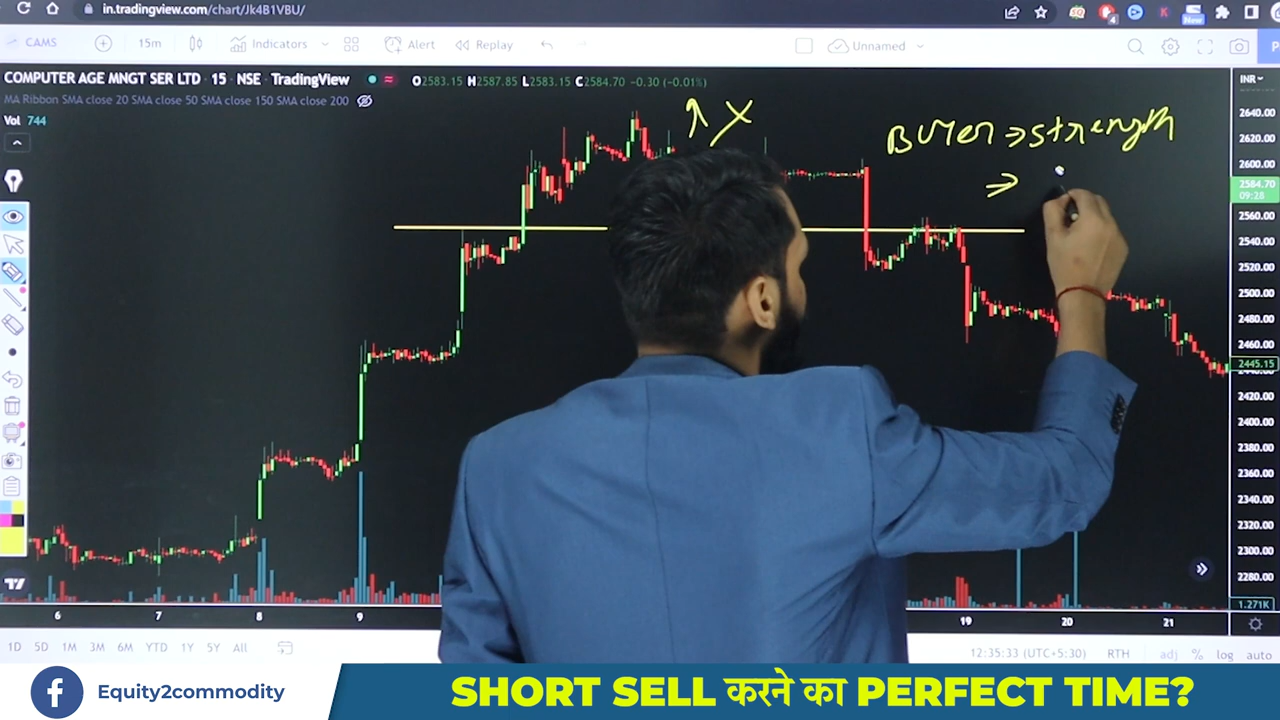 in.tradingview.com/chart/Jk4B1VBU/
New
4
CAMS
15m
Indicators
Alert
Replay
Unnamed
COMPUTER AGE MNGT SER LTD · 15 · NSE TradingView
O2583.15 H2587.85 L2583.15 C2584.70 -0.30 (-0.01%)
MA Ribbon SMA close 20 SMA close 50 SMA close 150 SMA close 200
Vol 744
INR
2640.00
2620.00
2600.00
2584.70
09:28
2560.00
2540.00
2520.00
2500.00
2480.00
2460.00
2445.15
2420.00
2400.00
2380.00
2360.00
2340.00
2320.00
2300.00
2280.00
1.271K
⇒ strength
⇒
6
7
8
9
19
20
21
1D 5D 1M 3M 6M YTD 1Y 5Y All
12:35:33 (UTC+5:30) RTH adj % log auto
Equity2commodity
SHORT SELL करने का PERFECT TIME?